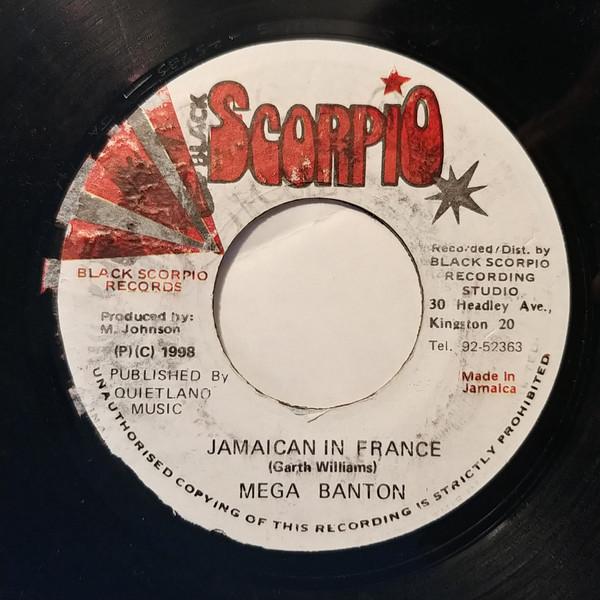 BLACK
SCORPIO
BLACK SCORPIO
RECORDS
Produced by:
M. Johnson
(P)(C) 1998
PUBLISHED By
QUIETLANO
MUSIC
Recorded/Dist. by
BLACK SCORPIO
RECORDING
STUDIO
30 Headley Ave.,
Kingston 20
Tel. 92-52363
Made In
Jamaica
JAMAICAN IN FRANCE
(Garth Williams)
MEGA BANTON
UNAUTHORISED COPYING OF THIS RECORDING IS STRICTLY PROHIBITED